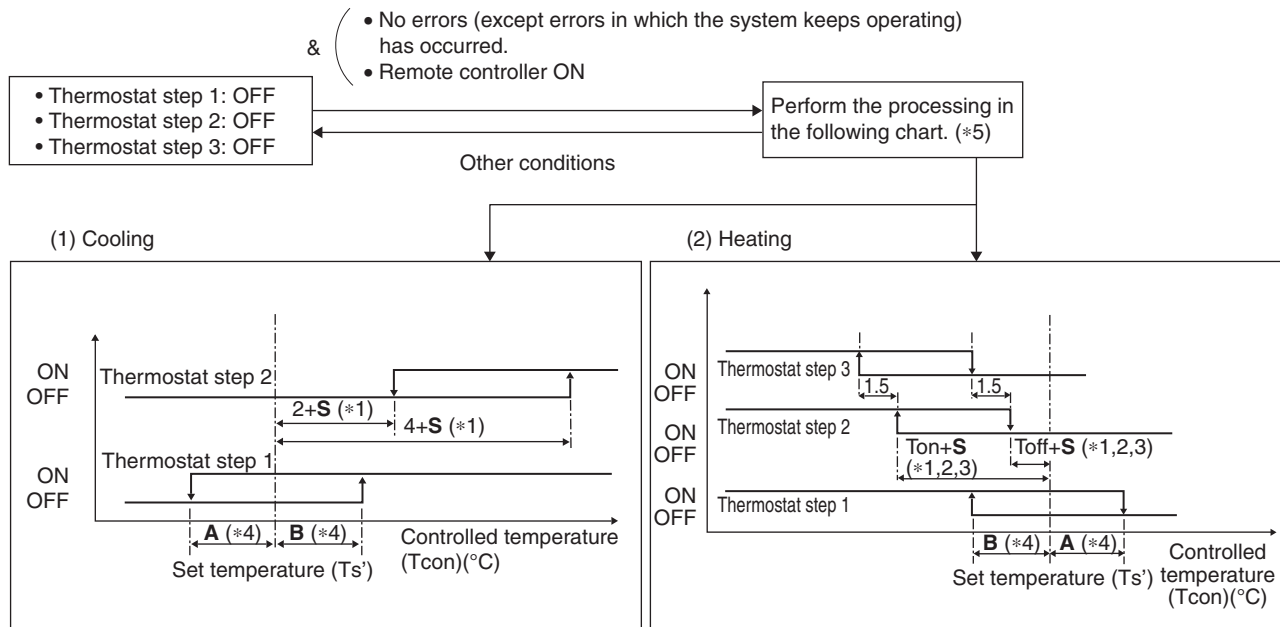 • No errors (except errors in which the system keeps operating)
has occurred.
&
• Remote controller ON
• Thermostat step 1: OFF
• Thermostat step 2: OFF
• Thermostat step 3: OFF
Perform the processing in
the following chart. (*5)
Other conditions
(1) Cooling
ON
OFF
Thermostat step 2
2+S (*1)
4+S (*1)
Thermostat step 1
ON
OFF
A (*4)
B (*4)
Controlled temperature
(Tcon)(°C)
Set temperature (Ts')
(2) Heating
ON
OFF
Thermostat step 3
1.5
1.5
ON
OFF
Thermostat step 2
Ton+S
(*1,2,3)
Toff+S (*1,2,3)
ON
OFF
Thermostat step 1
B (*4)
A (*4)
Set temperature (Ts')
Controlled
temperature
(Tcon)(°C)